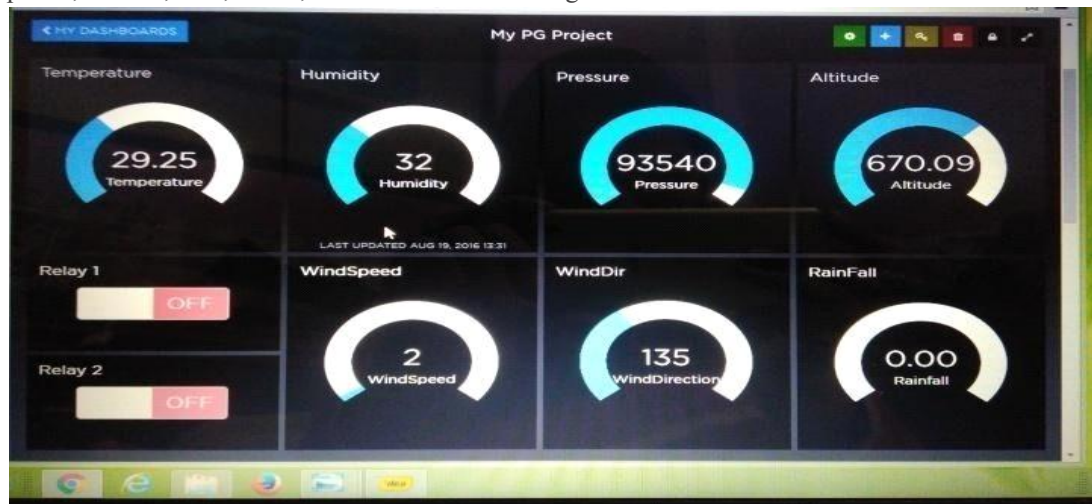 MY DASHBOARDS
My PG Project
Temperature
29.25
Temperature
Humidity
32
Humidity
LAST UPDATED AUG 19, 2016 13:31
Pressure
93540
Pressure
Altitude
670.09
Altitude
Relay 1
OFF
Relay 2
OFF
WindSpeed
2
WindSpeed
WindDir
135
WindDirection
RainFall
0.00
Rainfall